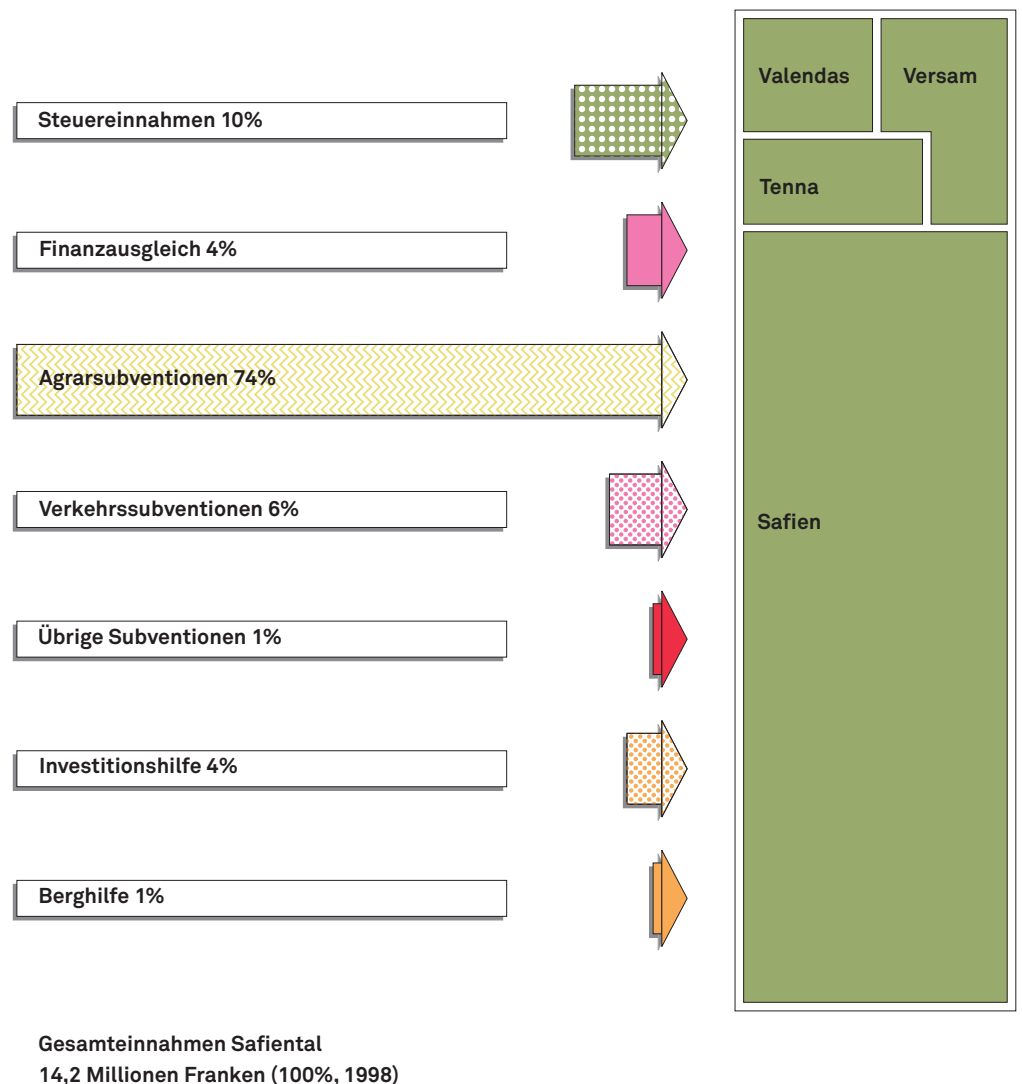 Steuereinnahmen 10%
Finanzausgleich 4%
Agrarsubventionen 74%
Verkehrssubventionen 6%
Übrige Subventionen 1%
Investitionshilfe 4%
Berghilfe 1%
Valendas
Versam
Tenna
Safien
Gesamteinnahmen Safiental
14,2 Millionen Franken (100%, 1998)